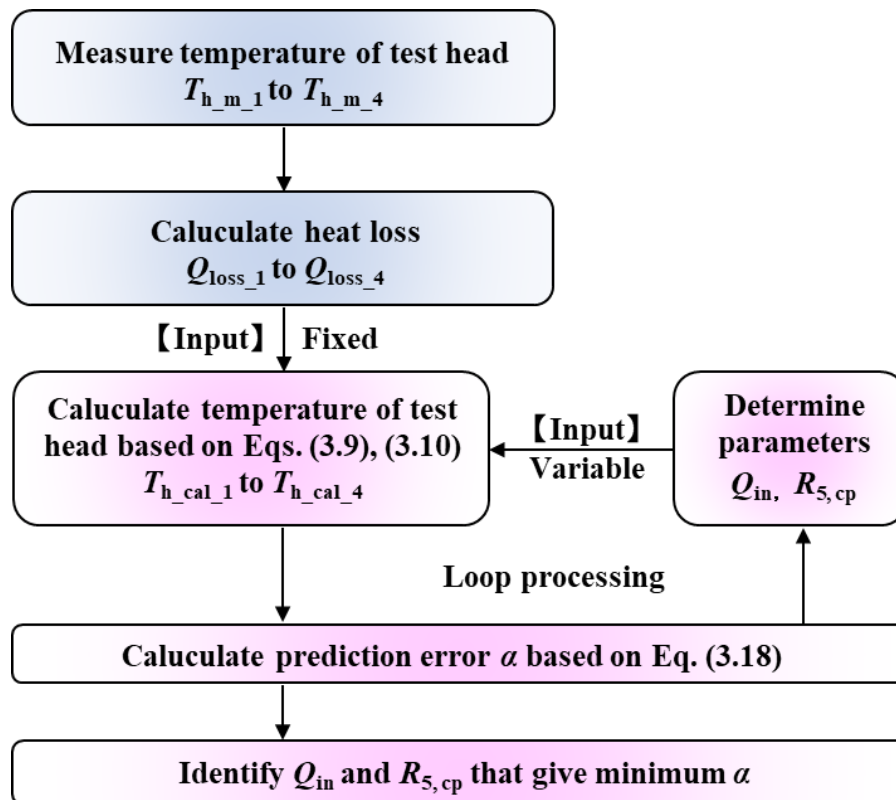 Measure temperature of test head
T_h_m_1 to T_h_m_4
Caluculate heat loss
Q_loss_1 to Q_loss_4
【Input】 Fixed
Caluculate temperature of test
head based on Eqs. (3.9), (3.10)
T_h_cal_1 to T_h_cal_4
【Input】
Variable
Determine
parameters
Q_in, R_5,cp
Loop processing
Caluculate prediction error α based on Eq. (3.18)
Identify Q_in and R_5,cp that give minimum α